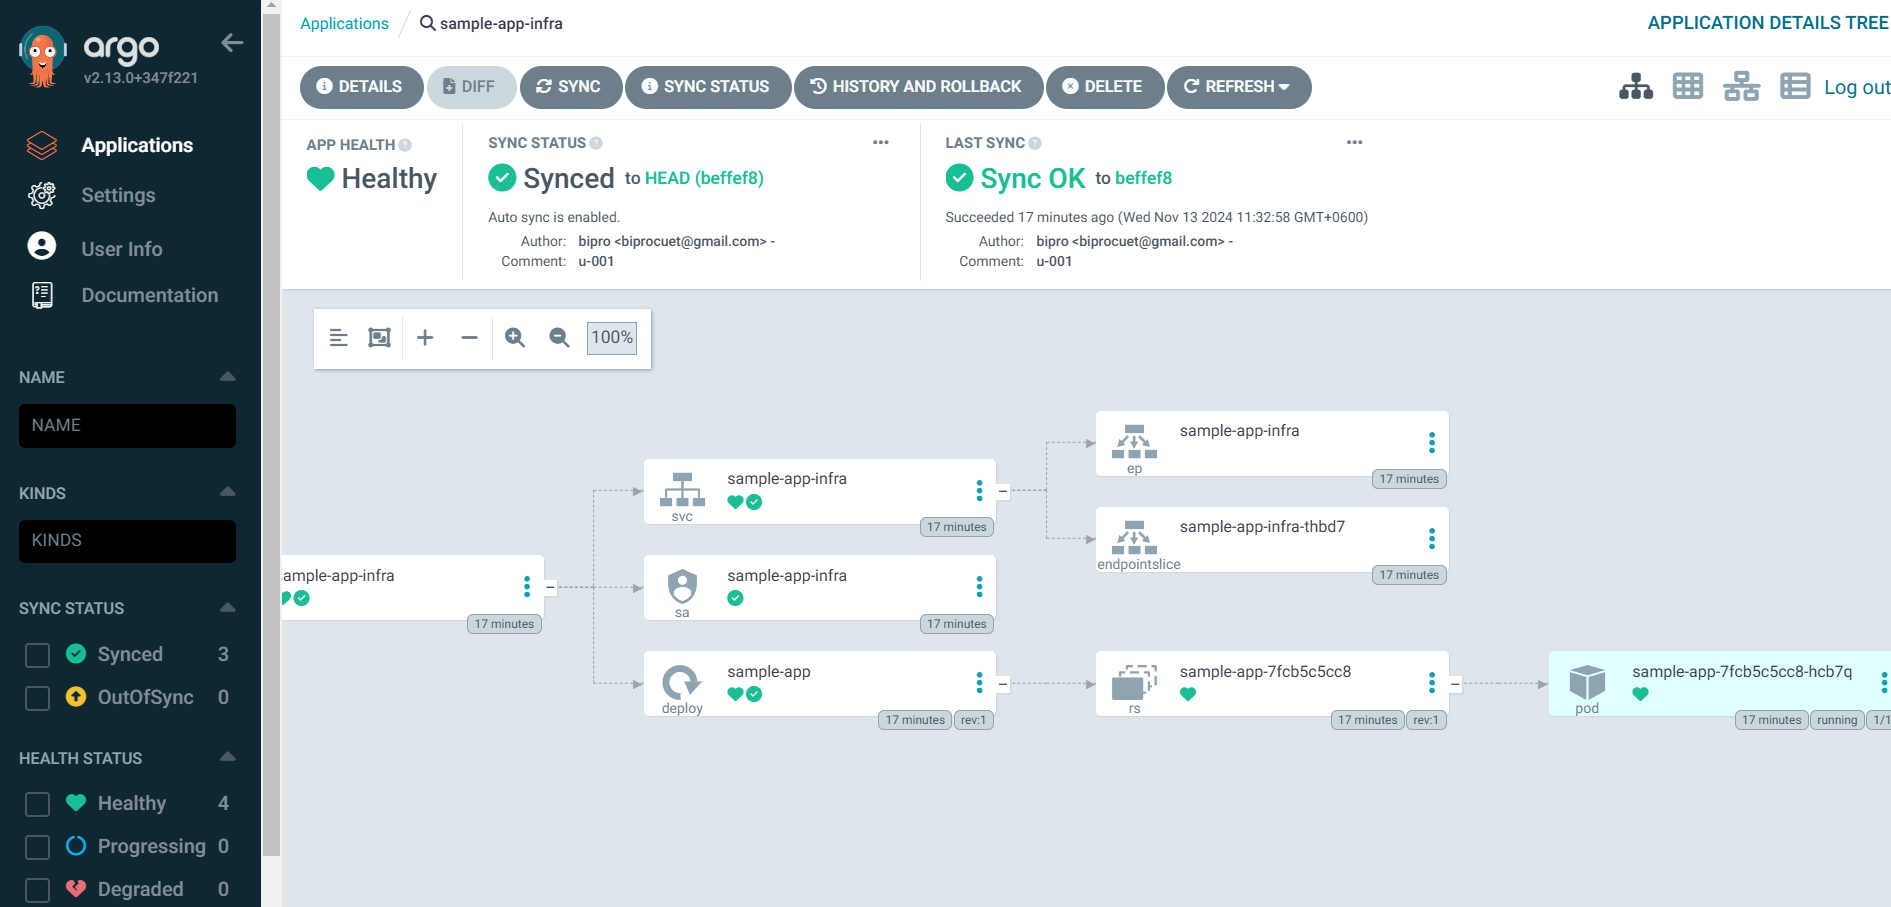 argo
v2.13.0+347f221
Applications
Settings
User Info
Documentation
NAME
NAME
KINDS
KINDS
SYNC STATUS
Synced 3
OutOfSync 0
HEALTH STATUS
Healthy 4
Progressing 0
Degraded 0
Applications / sample-app-infra
APPLICATION DETAILS TREE
DETAILS
DIFF
SYNC
SYNC STATUS
HISTORY AND ROLLBACK
DELETE
REFRESH
Log out
APP HEALTH
Healthy
SYNC STATUS
Synced to HEAD (beffef8)
Auto sync is enabled.
Author: bipro <biprocuet@gmail.com> -
Comment: u-001
LAST SYNC
Sync OK to beffef8
Succeeded 17 minutes ago (Wed Nov 13 2024 11:32:58 GMT+0600)
Author: bipro <biprocuet@gmail.com> -
Comment: u-001
100%
ample-app-infra
17 minutes
sample-app-infra
svc
17 minutes
sample-app-infra
sa
17 minutes
sample-app
deploy
17 minutes
rev:1
sample-app-infra
ep
17 minutes
sample-app-infra-thbd7
endpointslice
17 minutes
sample-app-7fcb5c5cc8
rs
17 minutes
rev:1
sample-app-7fcb5c5cc8-hcb7q
pod
17 minutes
running
1/1